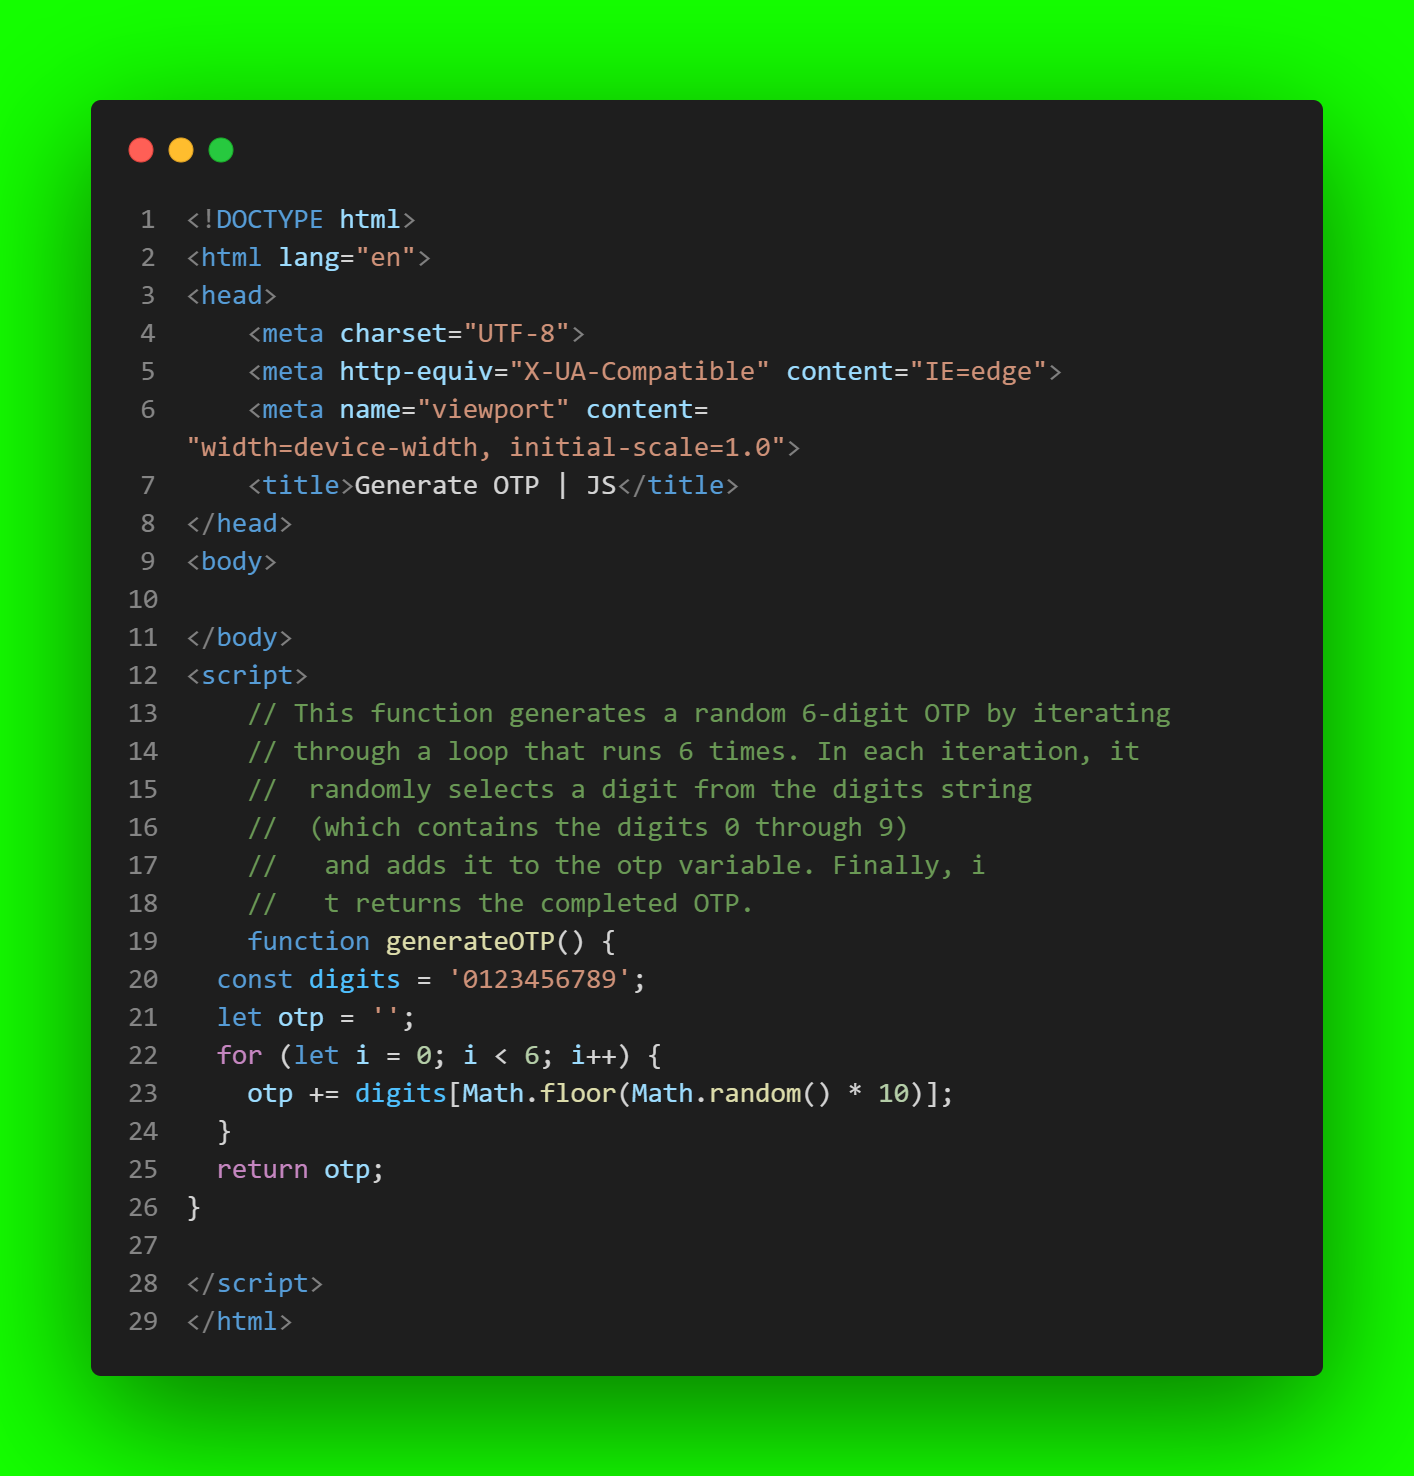 1 <!DOCTYPE html>
2 <html lang="en">
3 <head>
4     <meta charset="UTF-8">
5     <meta http-equiv="X-UA-Compatible" content="IE=edge">
6     <meta name="viewport" content=
"width=device-width, initial-scale=1.0">
7     <title>Generate OTP | JS</title>
8 </head>
9 <body>
10
11 </body>
12 <script>
13     // This function generates a random 6-digit OTP by iterating
14     // through a loop that runs 6 times. In each iteration, it
15     //  randomly selects a digit from the digits string
16     //  (which contains the digits 0 through 9)
17     //   and adds it to the otp variable. Finally, i
18     //   t returns the completed OTP.
19     function generateOTP() {
20   const digits = '0123456789';
21   let otp = '';
22   for (let i = 0; i < 6; i++) {
23     otp += digits[Math.floor(Math.random() * 10)];
24   }
25   return otp;
26 }
27
28 </script>
29 </html>